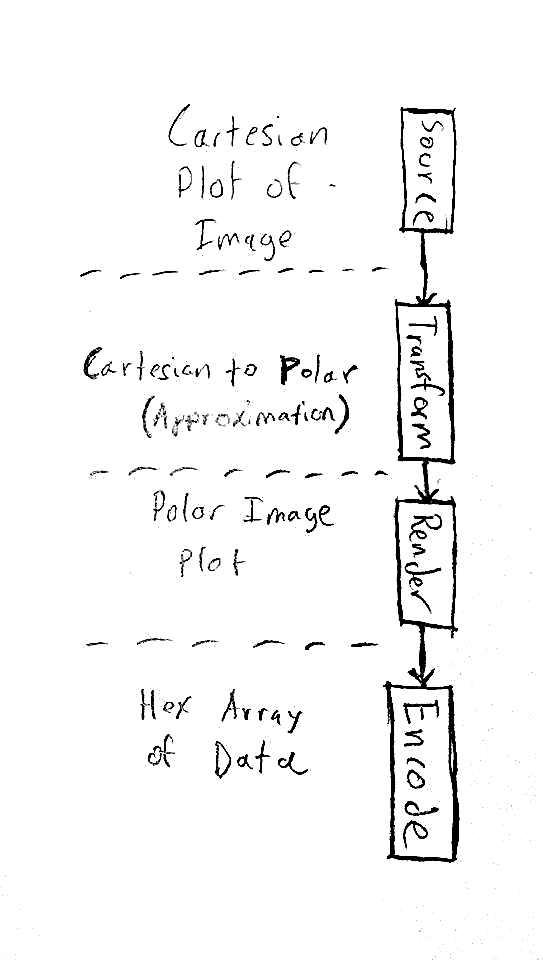 Cartesian
Plot of
Image
Source
Cartesian to Polar
(Approximation)
Transform
Polar Image
Plot
Render
Hex Array
of Data
Encode